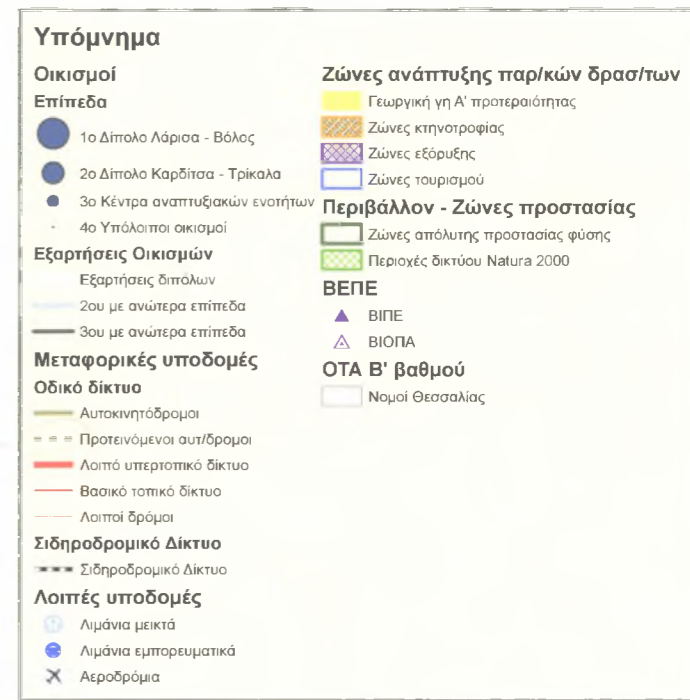 Υπόμνημα
Οικισμοί
Επίπεδα
1ο Δίπολο Λάρισα - Βόλος
2ο Δίπολο Καρδίτσα - Τρίκαλα
3ο Κέντρα αναπτυξιακών ενοτήτων
4ο Υπόλοιποι οικισμοί
Εξαρτήσεις Οικισμών
Εξαρτήσεις διπόλων
2ου με ανώτερα επίπεδα
3ου με ανώτερα επίπεδα
Μεταφορικές υποδομές
Οδικό δίκτυο
Αυτοκινητόδρομοι
Προτεινόμενοι αυτ/δρομοι
Λοιπό υπερτοπικό δίκτυο
Βασικό τοπικό δίκτυο
Λοιποί δρόμοι
Σιδηροδρομικό Δίκτυο
Σιδηροδρομικό Δίκτυο
Λοιπές υποδομές
Λιμάνια μεικτά
Λιμάνια εμπορευματικά
Αεροδρόμια
Ζώνες ανάπτυξης παρ/κών δρασ/των
Γεωργική γη Α' προτεραιότητας
Ζώνες κτηνοτροφίας
Ζώνες εξόρυξης
Ζώνες τουρισμού
Περιβάλλον - Ζώνες προστασίας
Ζώνες απόλυτης προστασίας φύσης
Περιοχές δικτύου Natura 2000
ΒΕΠΕ
ΒΙΠΕ
ΒΙΟΠΑ
ΟΤΑ Β' βαθμού
Νομοί Θεσσαλίας